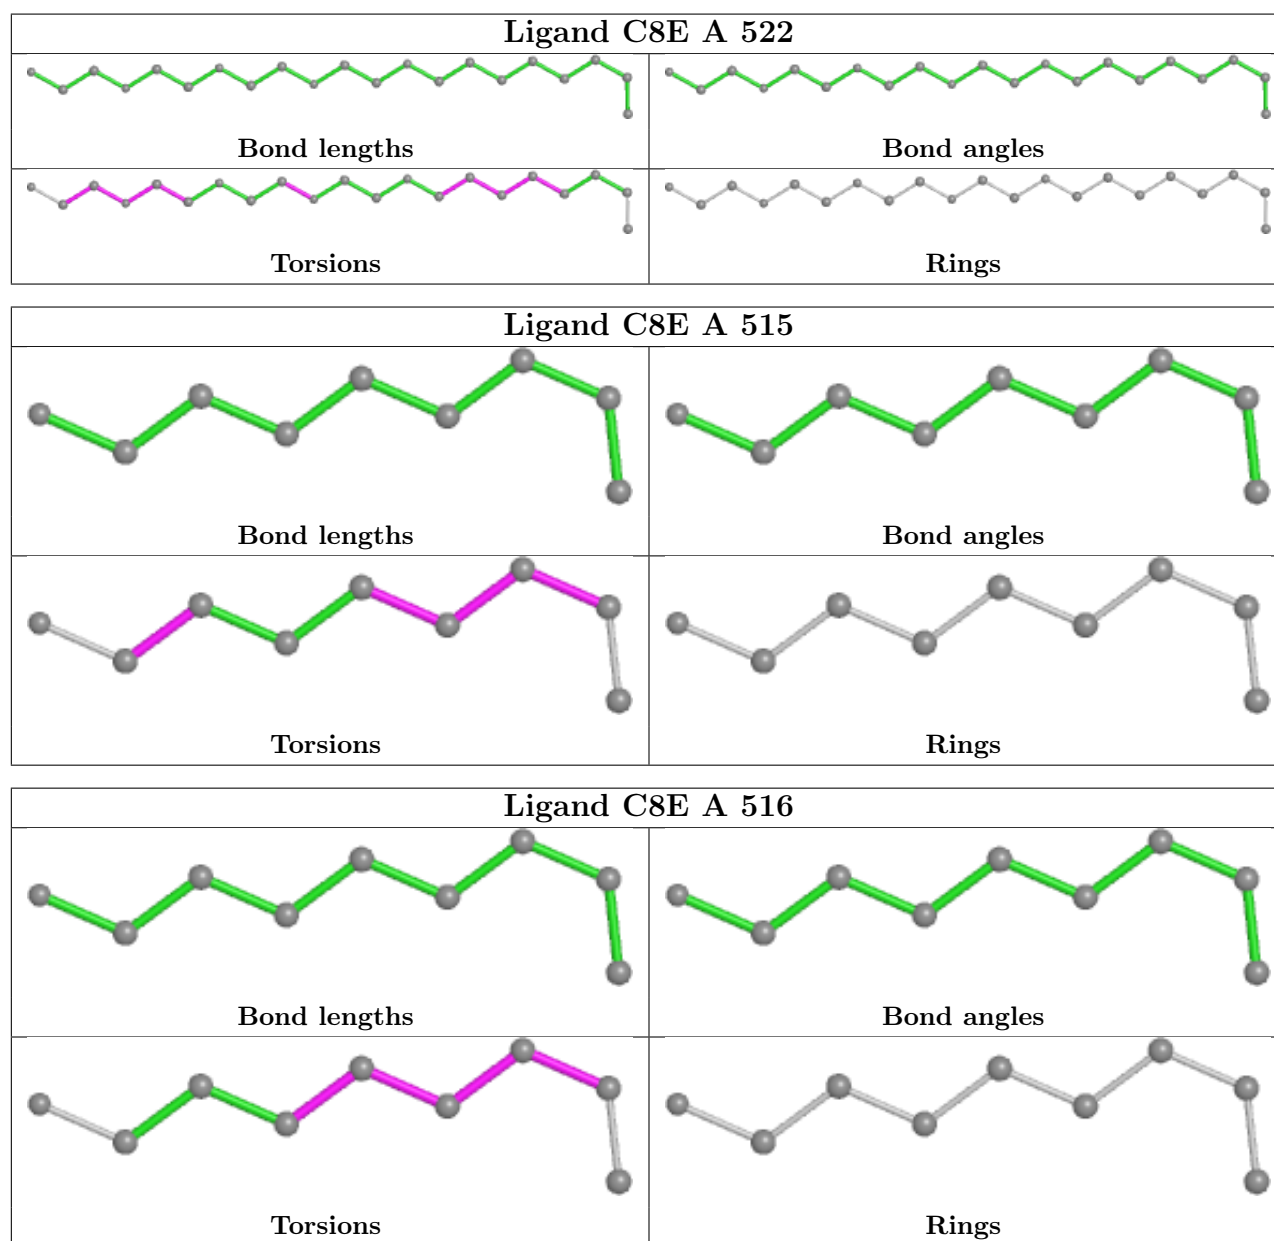 Ligand C8E A 522
Bond lengths
Bond angles
Torsions
Rings
Ligand C8E A 515
Bond lengths
Bond angles
Torsions
Rings
Ligand C8E A 516
Bond lengths
Bond angles
Torsions
Rings